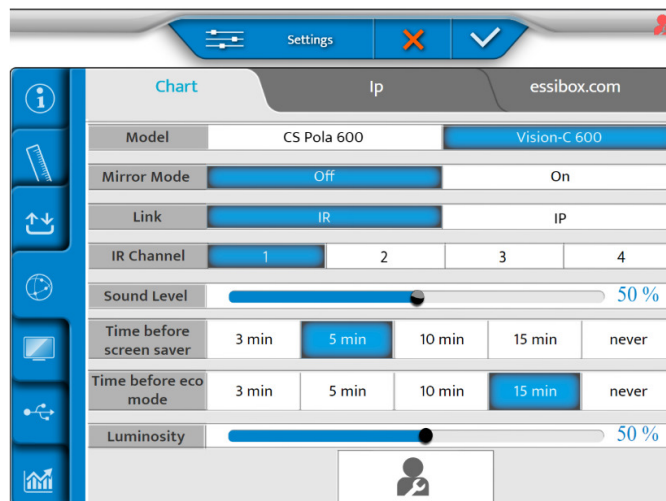 Settings
Chart Ip essibox.com
Model CS Pola 600 Vision-C 600
Mirror Mode Off On
Link IR IP
IR Channel 1 2 3 4
Sound Level 50 %
Time before
screen saver 3 min 5 min 10 min 15 min never
Time before eco
mode 3 min 5 min 10 min 15 min never
Luminosity 50 %